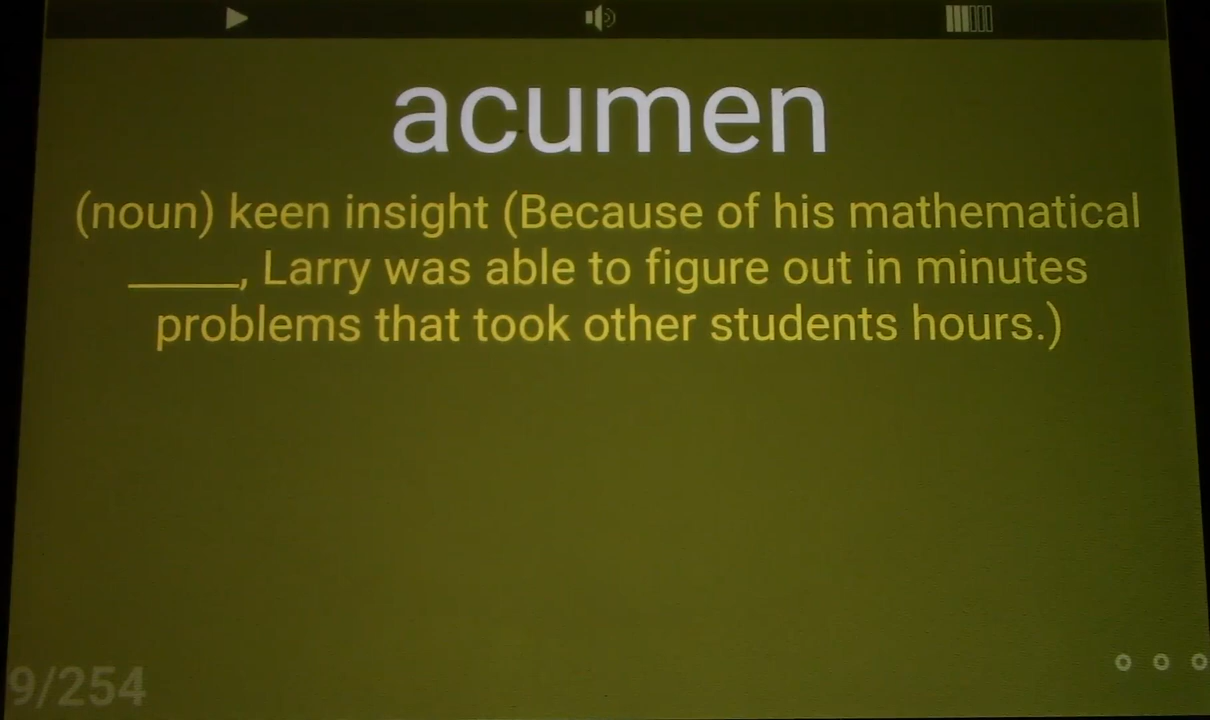 acumen
(noun) keen insight (Because of his mathematical
_____, Larry was able to figure out in minutes
problems that took other students hours.)
9/254